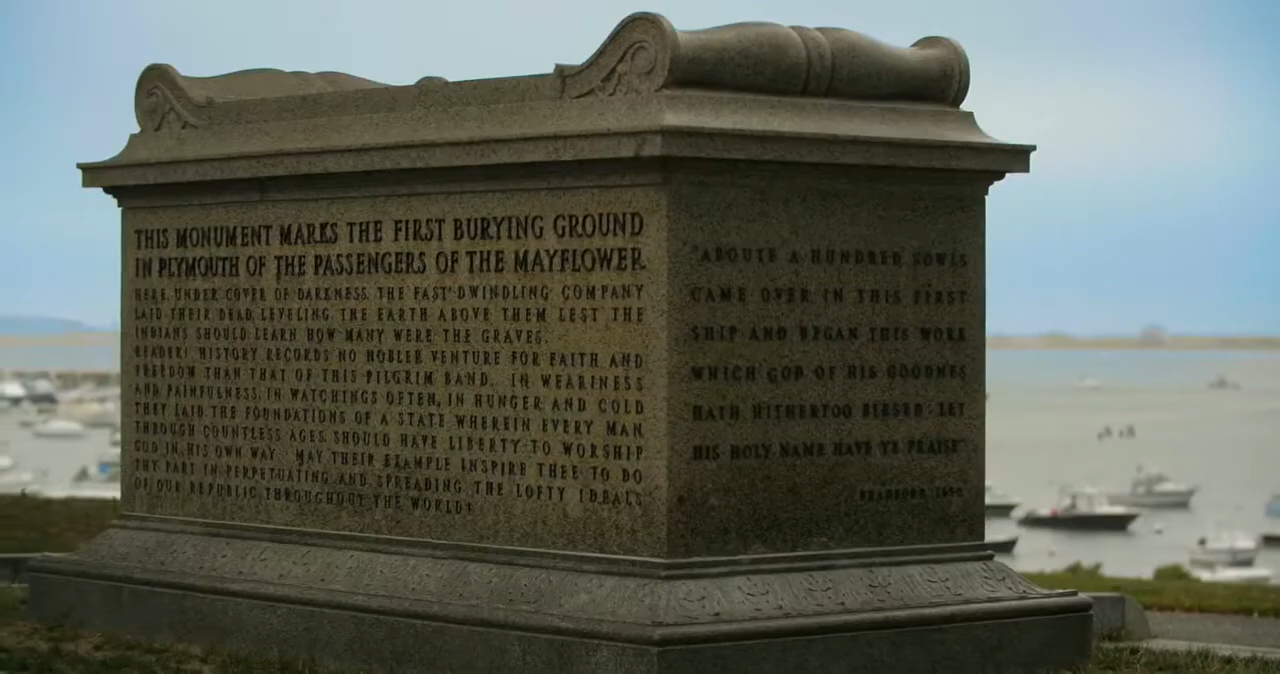 THIS MONUMENT MARKS THE FIRST BURYING GROUND
IN PLYMOUTH OF THE PASSENGERS OF THE MAYFLOWER.
HERE, UNDER COVER OF DARKNESS, THE FAST DWINDLING COMPANY
LAID THEIR DEAD, LEVELING THE EARTH ABOVE THEM LEST THE
INDIANS SHOULD LEARN HOW MANY WERE THE GRAVES.
READER! HISTORY RECORDS NO NOBLER VENTURE FOR FAITH AND
FREEDOM THAN THAT OF THIS PILGRIM BAND. IN WEARINESS
AND PAINFULNESS, IN WATCHINGS OFTEN, IN HUNGER AND COLD
THEY LAID THE FOUNDATIONS OF A STATE WHEREIN EVERY MAN
THROUGH COUNTLESS AGES SHOULD HAVE LIBERTY TO WORSHIP
GOD IN HIS OWN WAY. MAY THEIR EXAMPLE INSPIRE THEE TO DO
THY PART IN PERPETUATING AND SPREADING THE LOFTY IDEALS
OF OUR REPUBLIC THROUGHOUT THE WORLD!
"ABOUTE A HUNDRED SOWLS
CAME OVER IN THIS FIRST
SHIP AND BEGAN THIS WORK
WHICH GOD OF HIS GOODNES
HATH HITHERTOO BLESED: LET
HIS HOLY NAME HAVE YE PRAISE"
BRADFORD, 1650